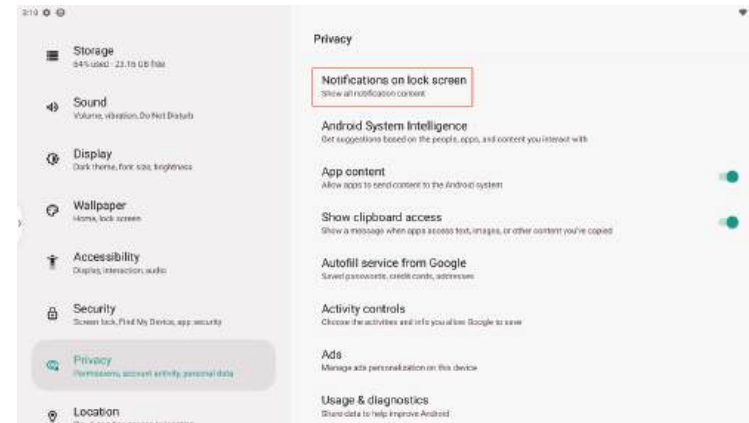 3:19
Storage
54% used - 23.16 GB free
Sound
Volume, vibration, Do Not Disturb
Display
Dark theme, font size, brightness
Wallpaper
Home, lock screen
Accessibility
Display, interaction, audio
Security
Screen lock, Find My Device, app security
Privacy
Permissions, account activity, personal data
Location
Privacy
Notifications on lock screen
Show all notification content
Android System Intelligence
Get suggestions based on the people, apps, and content you interact with
App content
Allow apps to send content to the Android system
Show clipboard access
Show a message when apps access text, images, or other content you've copied
Autofill service from Google
Saved passwords, credit cards, addresses
Activity controls
Choose the activities and info you allow Google to save
Ads
Manage ads personalization on this device
Usage & diagnostics
Share data to help improve Android